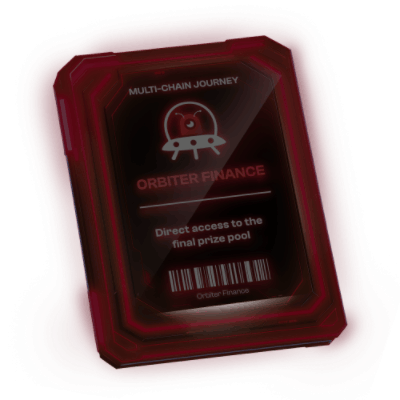 MULTI-CHAIN JOURNEY
ORBITER FINANCE
Direct access to the
final prize pool
Orbiter Finance